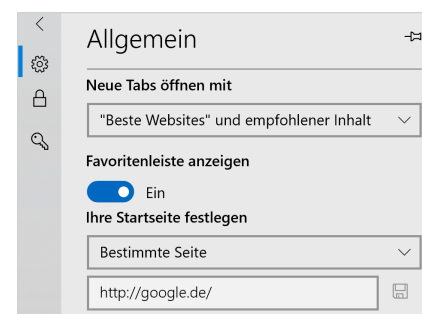 Allgemein
Neue Tabs öffnen mit
"Beste Websites" und empfohlener Inhalt
Favoritenleiste anzeigen
Ein
Ihre Startseite festlegen
Bestimmte Seite
http://google.de/